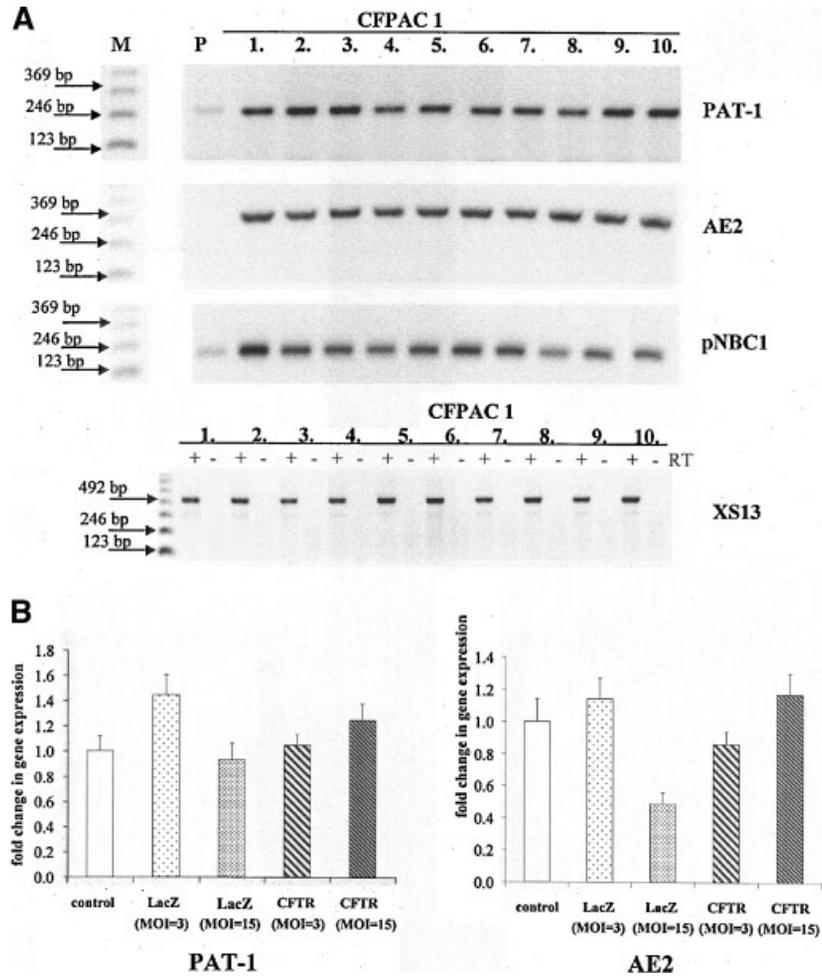 A
CFPAC 1
M P 1. 2. 3. 4. 5. 6. 7. 8. 9. 10.
369 bp
246 bp
123 bp
PAT-1
369 bp
246 bp
123 bp
AE2
369 bp
246 bp
123 bp
pNBC1
CFPAC 1
1. 2. 3. 4. 5. 6. 7. 8. 9. 10.
+ - + - + - + - + - + - + - + - + - + - RT
492 bp
246 bp
123 bp
XS13
B
fold change in gene expression
1.8
1.6
1.4
1.2
1.0
0.8
0.6
0.4
0.2
0.0
control LacZ (MOI=3) LacZ (MOI=15) CFTR (MOI=3) CFTR (MOI=15)
PAT-1
fold change in gene expression
1.4
1.2
1.0
0.8
0.6
0.4
0.2
0.0
control LacZ (MOI=3) LacZ (MOI=15) CFTR (MOI=3) CFTR (MOI=15)
AE2